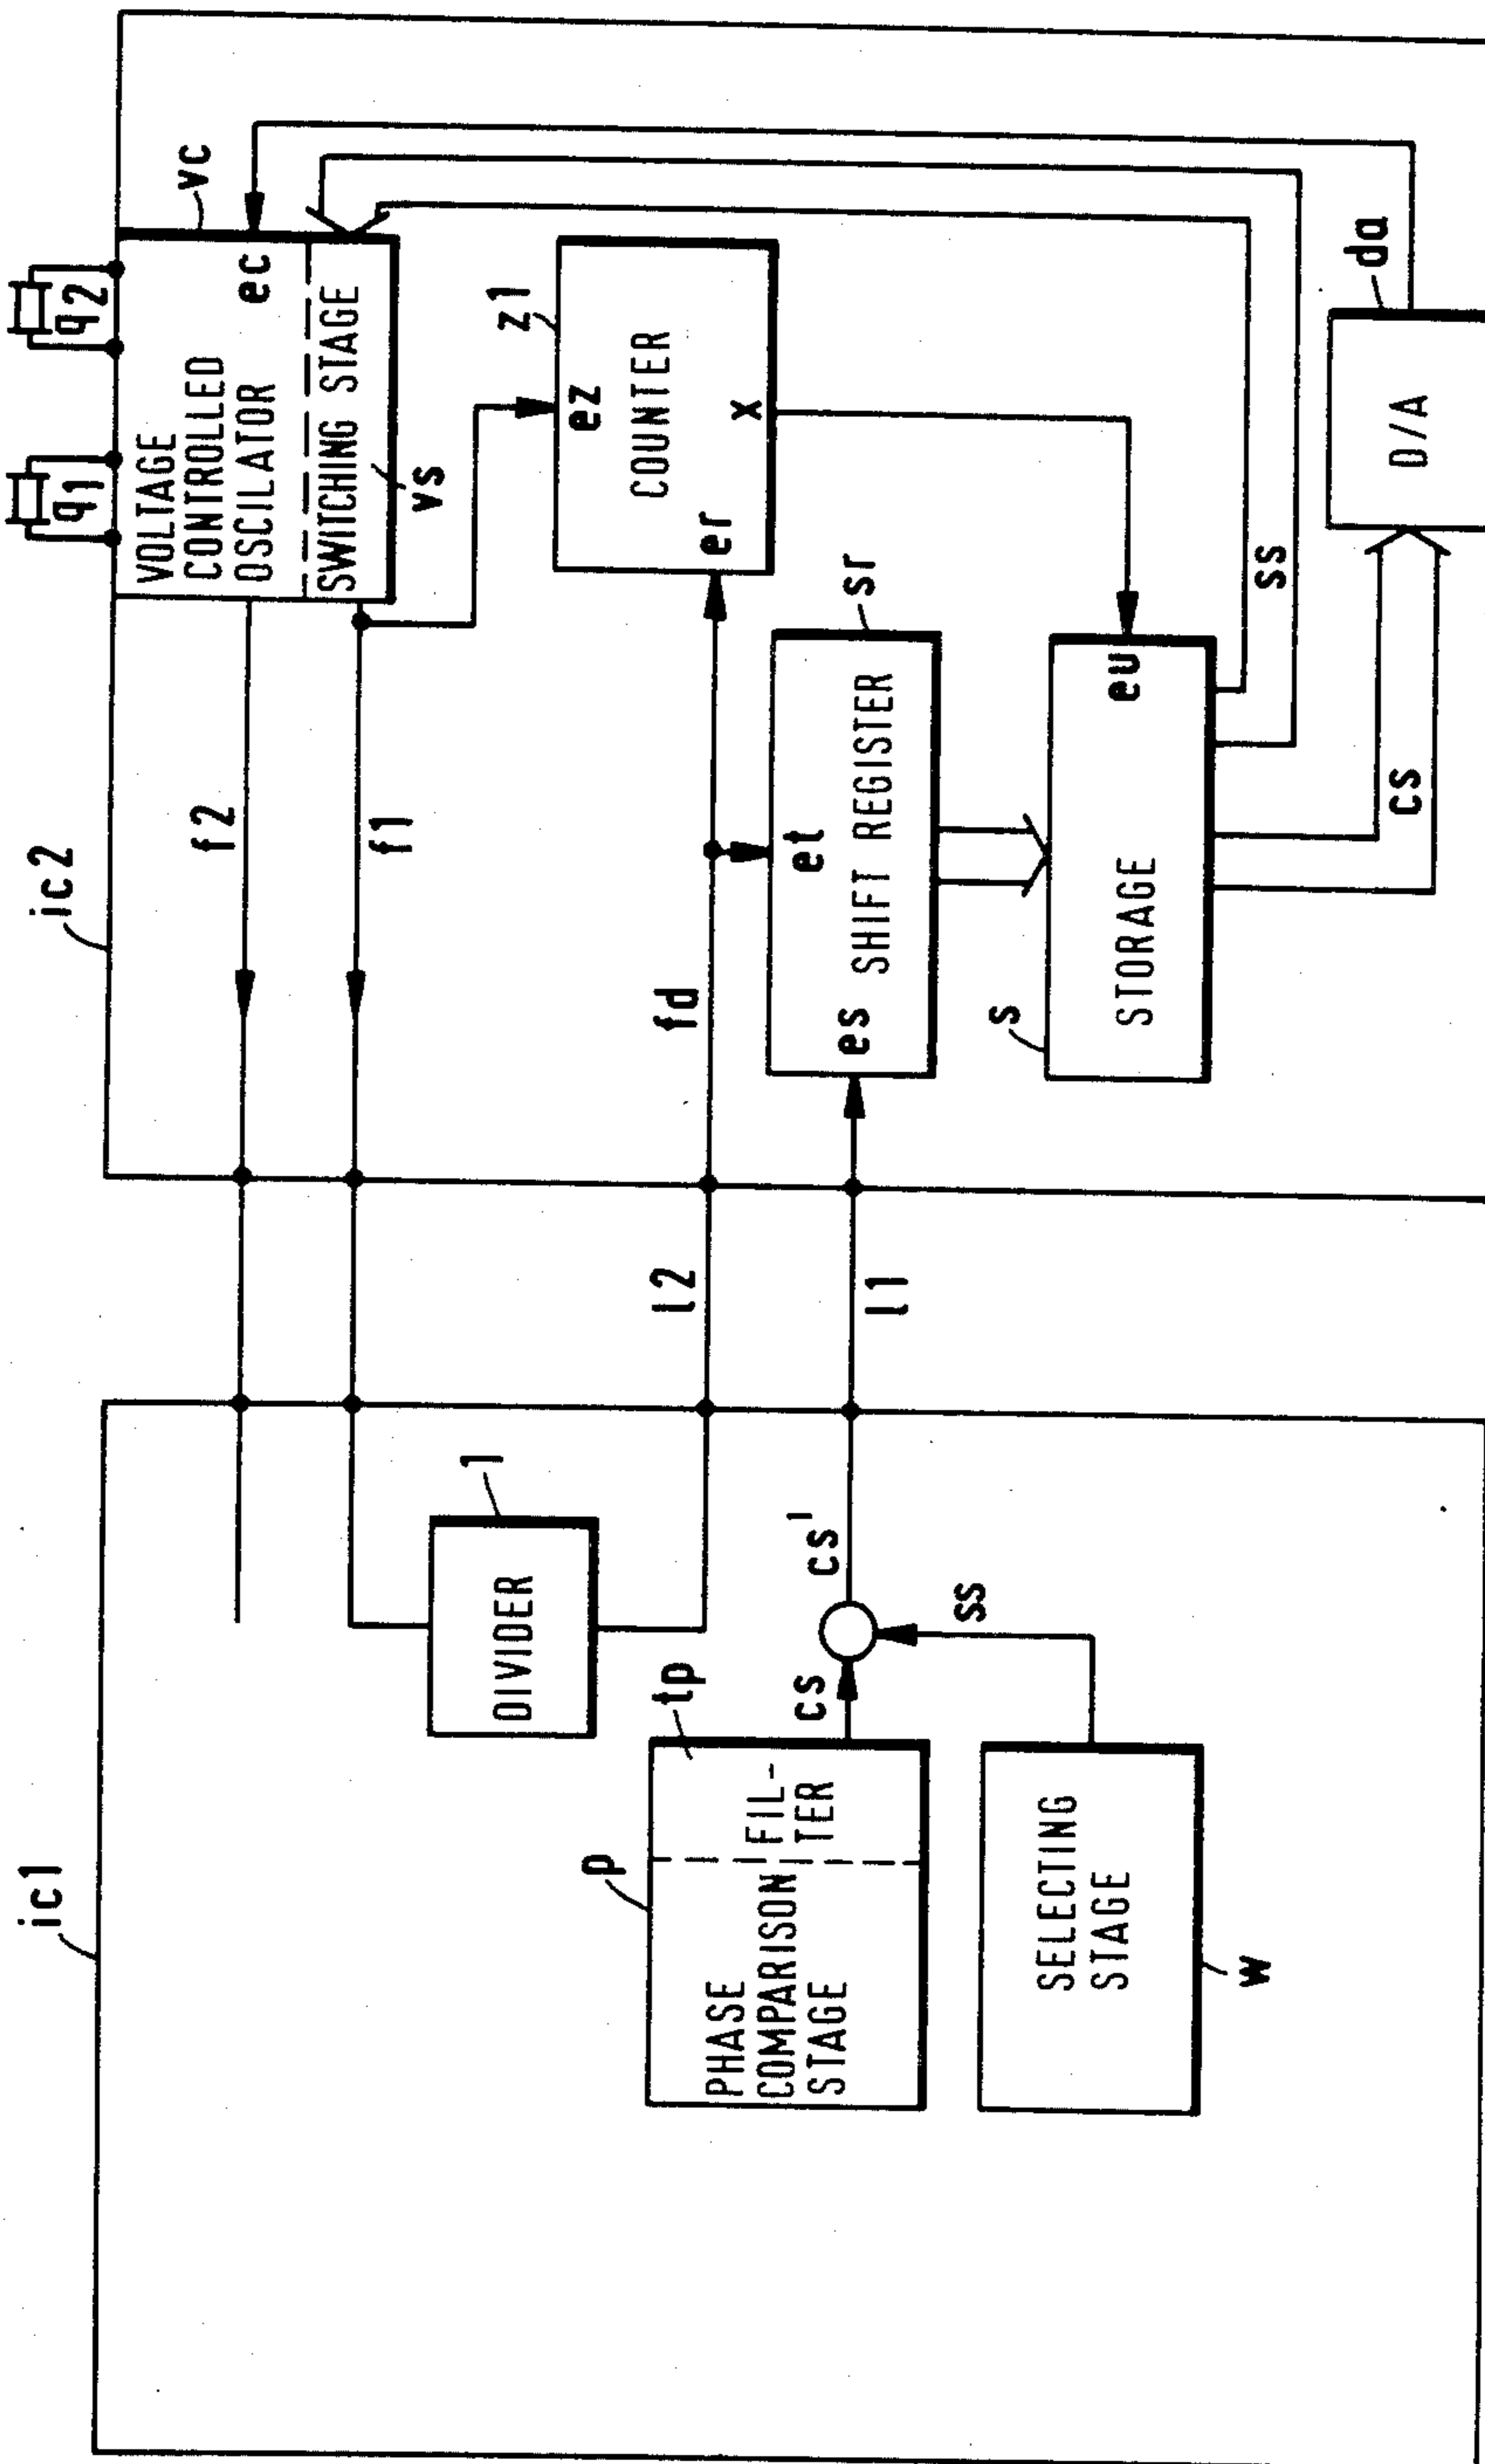 ic1
ic2
q1
q2
VOLTAGE
CONTROLLED
OSCILATOR
ec
vc
SWITCHING STAGE
vs
f2
f1
1
DIVIDER
ez
COUNTER
er
x
z1
l2
fd
p
PHASE
COMPARISON
STAGE
FIL-
TER
tp
cs
cs'
l1
es
et
SHIFT REGISTER
sr
ss
SELECTING
STAGE
w
s
STORAGE
eu
ss
cs
D/A
da